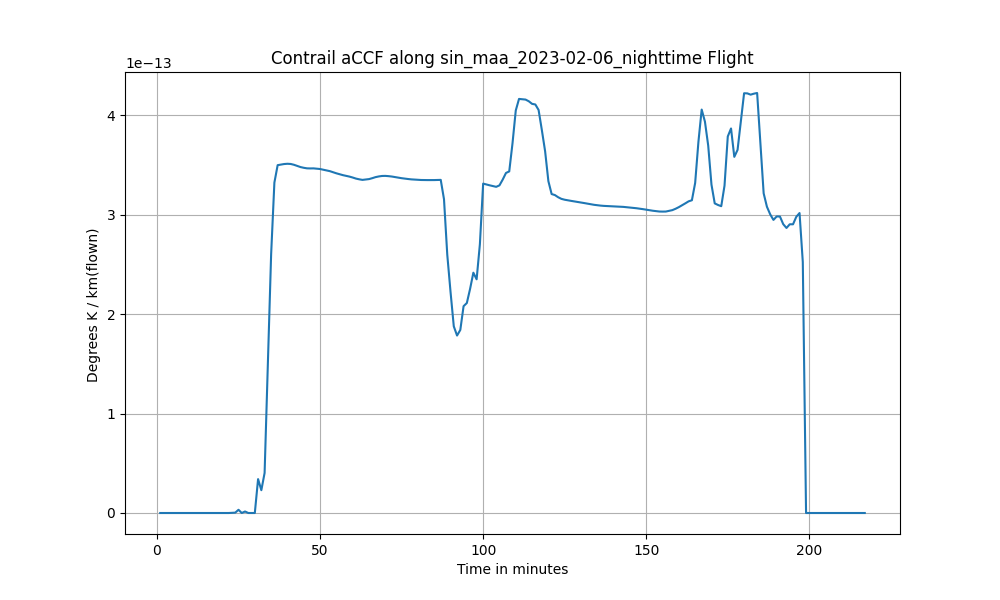 Contrail aCCF along sin_maa_2023-02-06_nighttime Flight
1e−13
4
3
2
1
0
Degrees K / km(flown)
0 50 100 150 200
Time in minutes